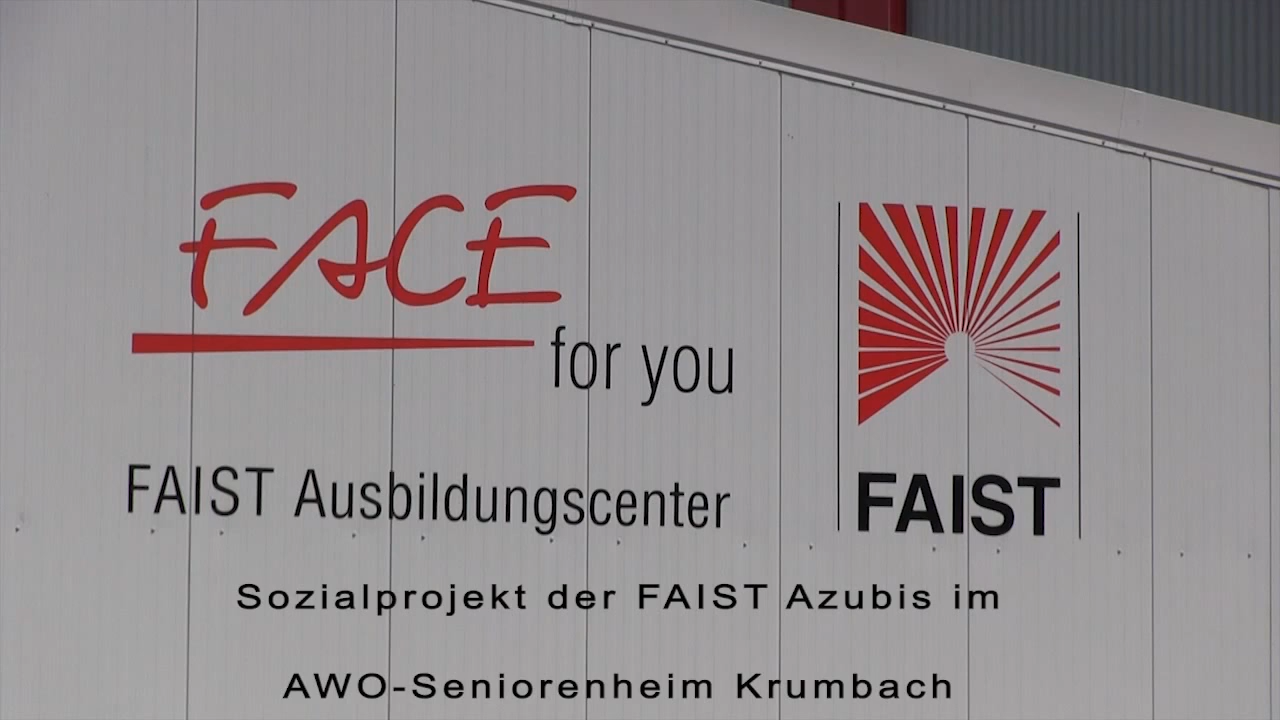 FACE
for you
FAIST Ausbildungscenter
FAIST
Sozialprojekt der FAIST Azubis im
AWO-Seniorenheim Krumbach